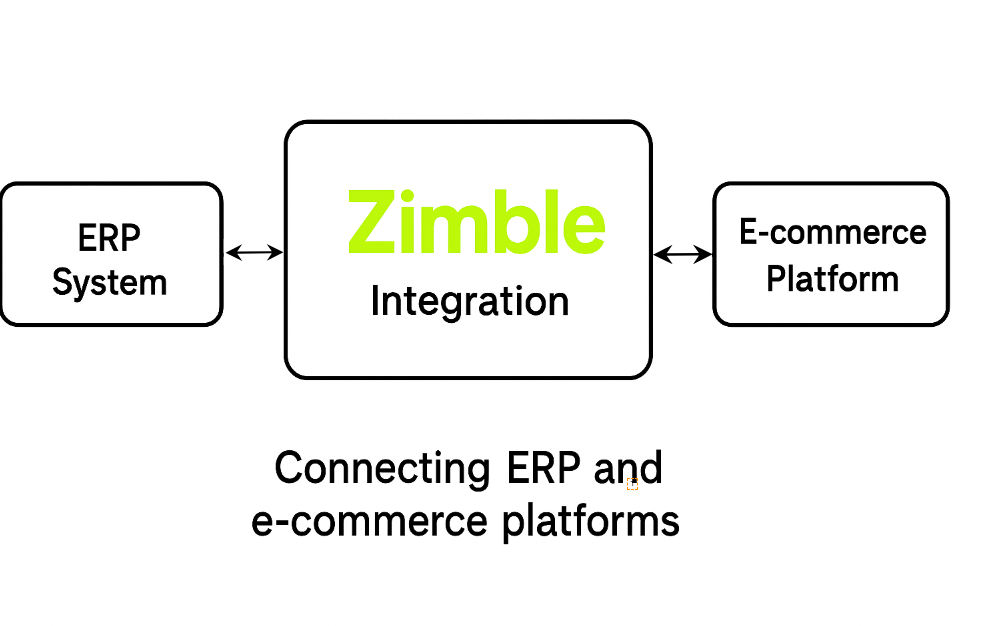 ERP
System
Zimble
Integration
E-commerce
Platform
Connecting ERP and
e-commerce platforms